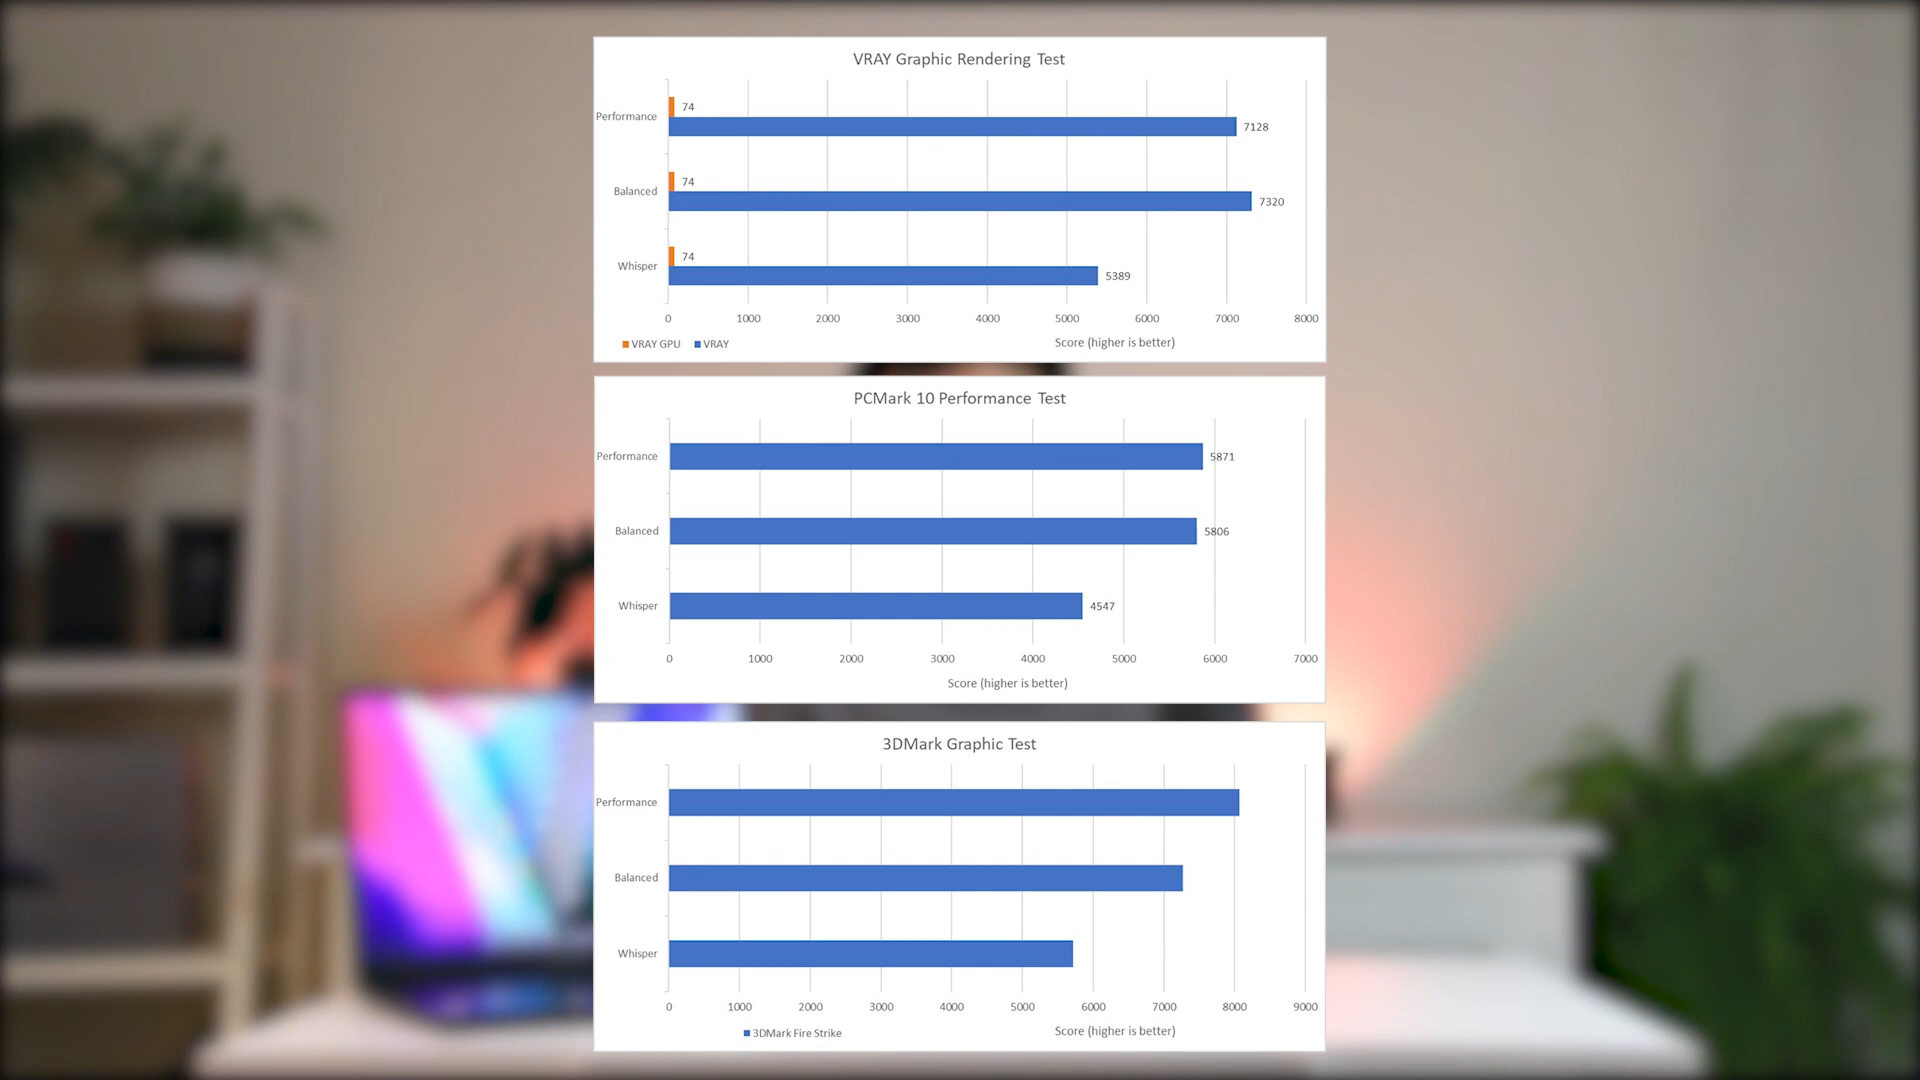 VRAY Graphic Rendering Test
Performance
74
7128
Balanced
74
7320
Whisper
74
5389
0 1000 2000 3000 4000 5000 6000 7000 8000
VRAY GPU VRAY
Score (higher is better)
PCMark 10 Performance Test
Performance 5871
Balanced 5806
Whisper 4547
0 1000 2000 3000 4000 5000 6000 7000
Score (higher is better)
3DMark Graphic Test
Performance
Balanced
Whisper
0 1000 2000 3000 4000 5000 6000 7000 8000 9000
3DMark Fire Strike
Score (higher is better)